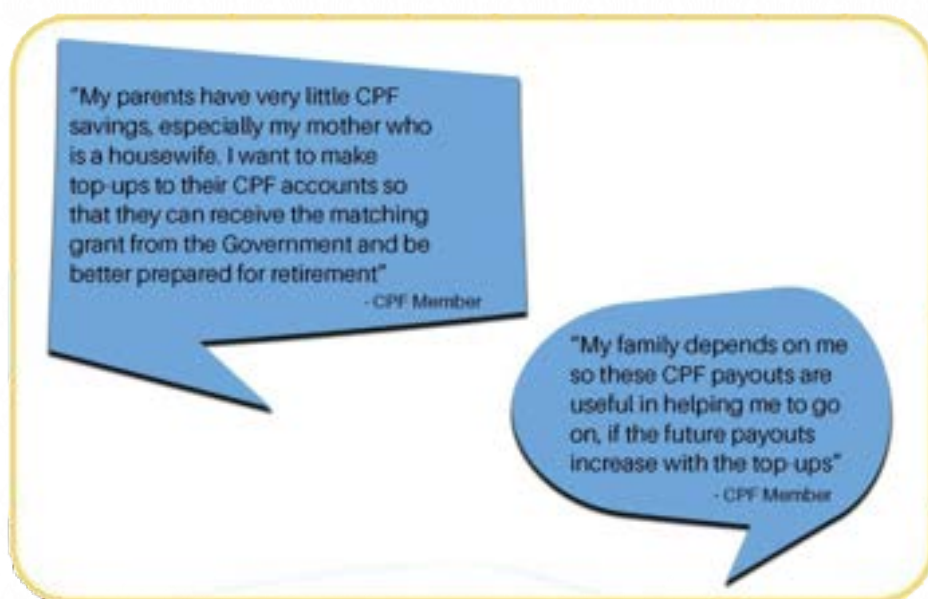 "My parents have very little CPF
savings, especially my mother who
is a housewife. I want to make
top-ups to their CPF accounts so
that they can receive the matching
grant from the Government and be
better prepared for retirement"
- CPF Member
"My family depends on me
so these CPF payouts are
useful in helping me to go
on, if the future payouts
increase with the top-ups"
- CPF Member